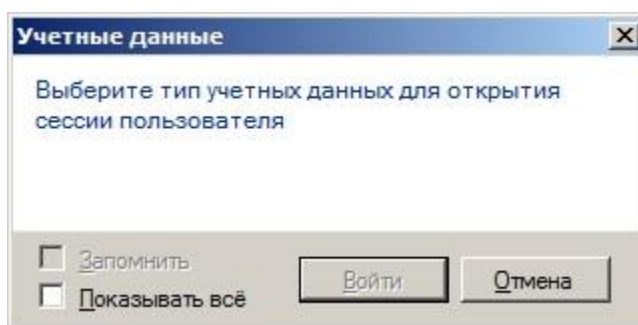 Учетные данные
Выберите тип учетных данных для открытия
сессии пользователя
Запомнить
Показывать всё
Войти
Отмена